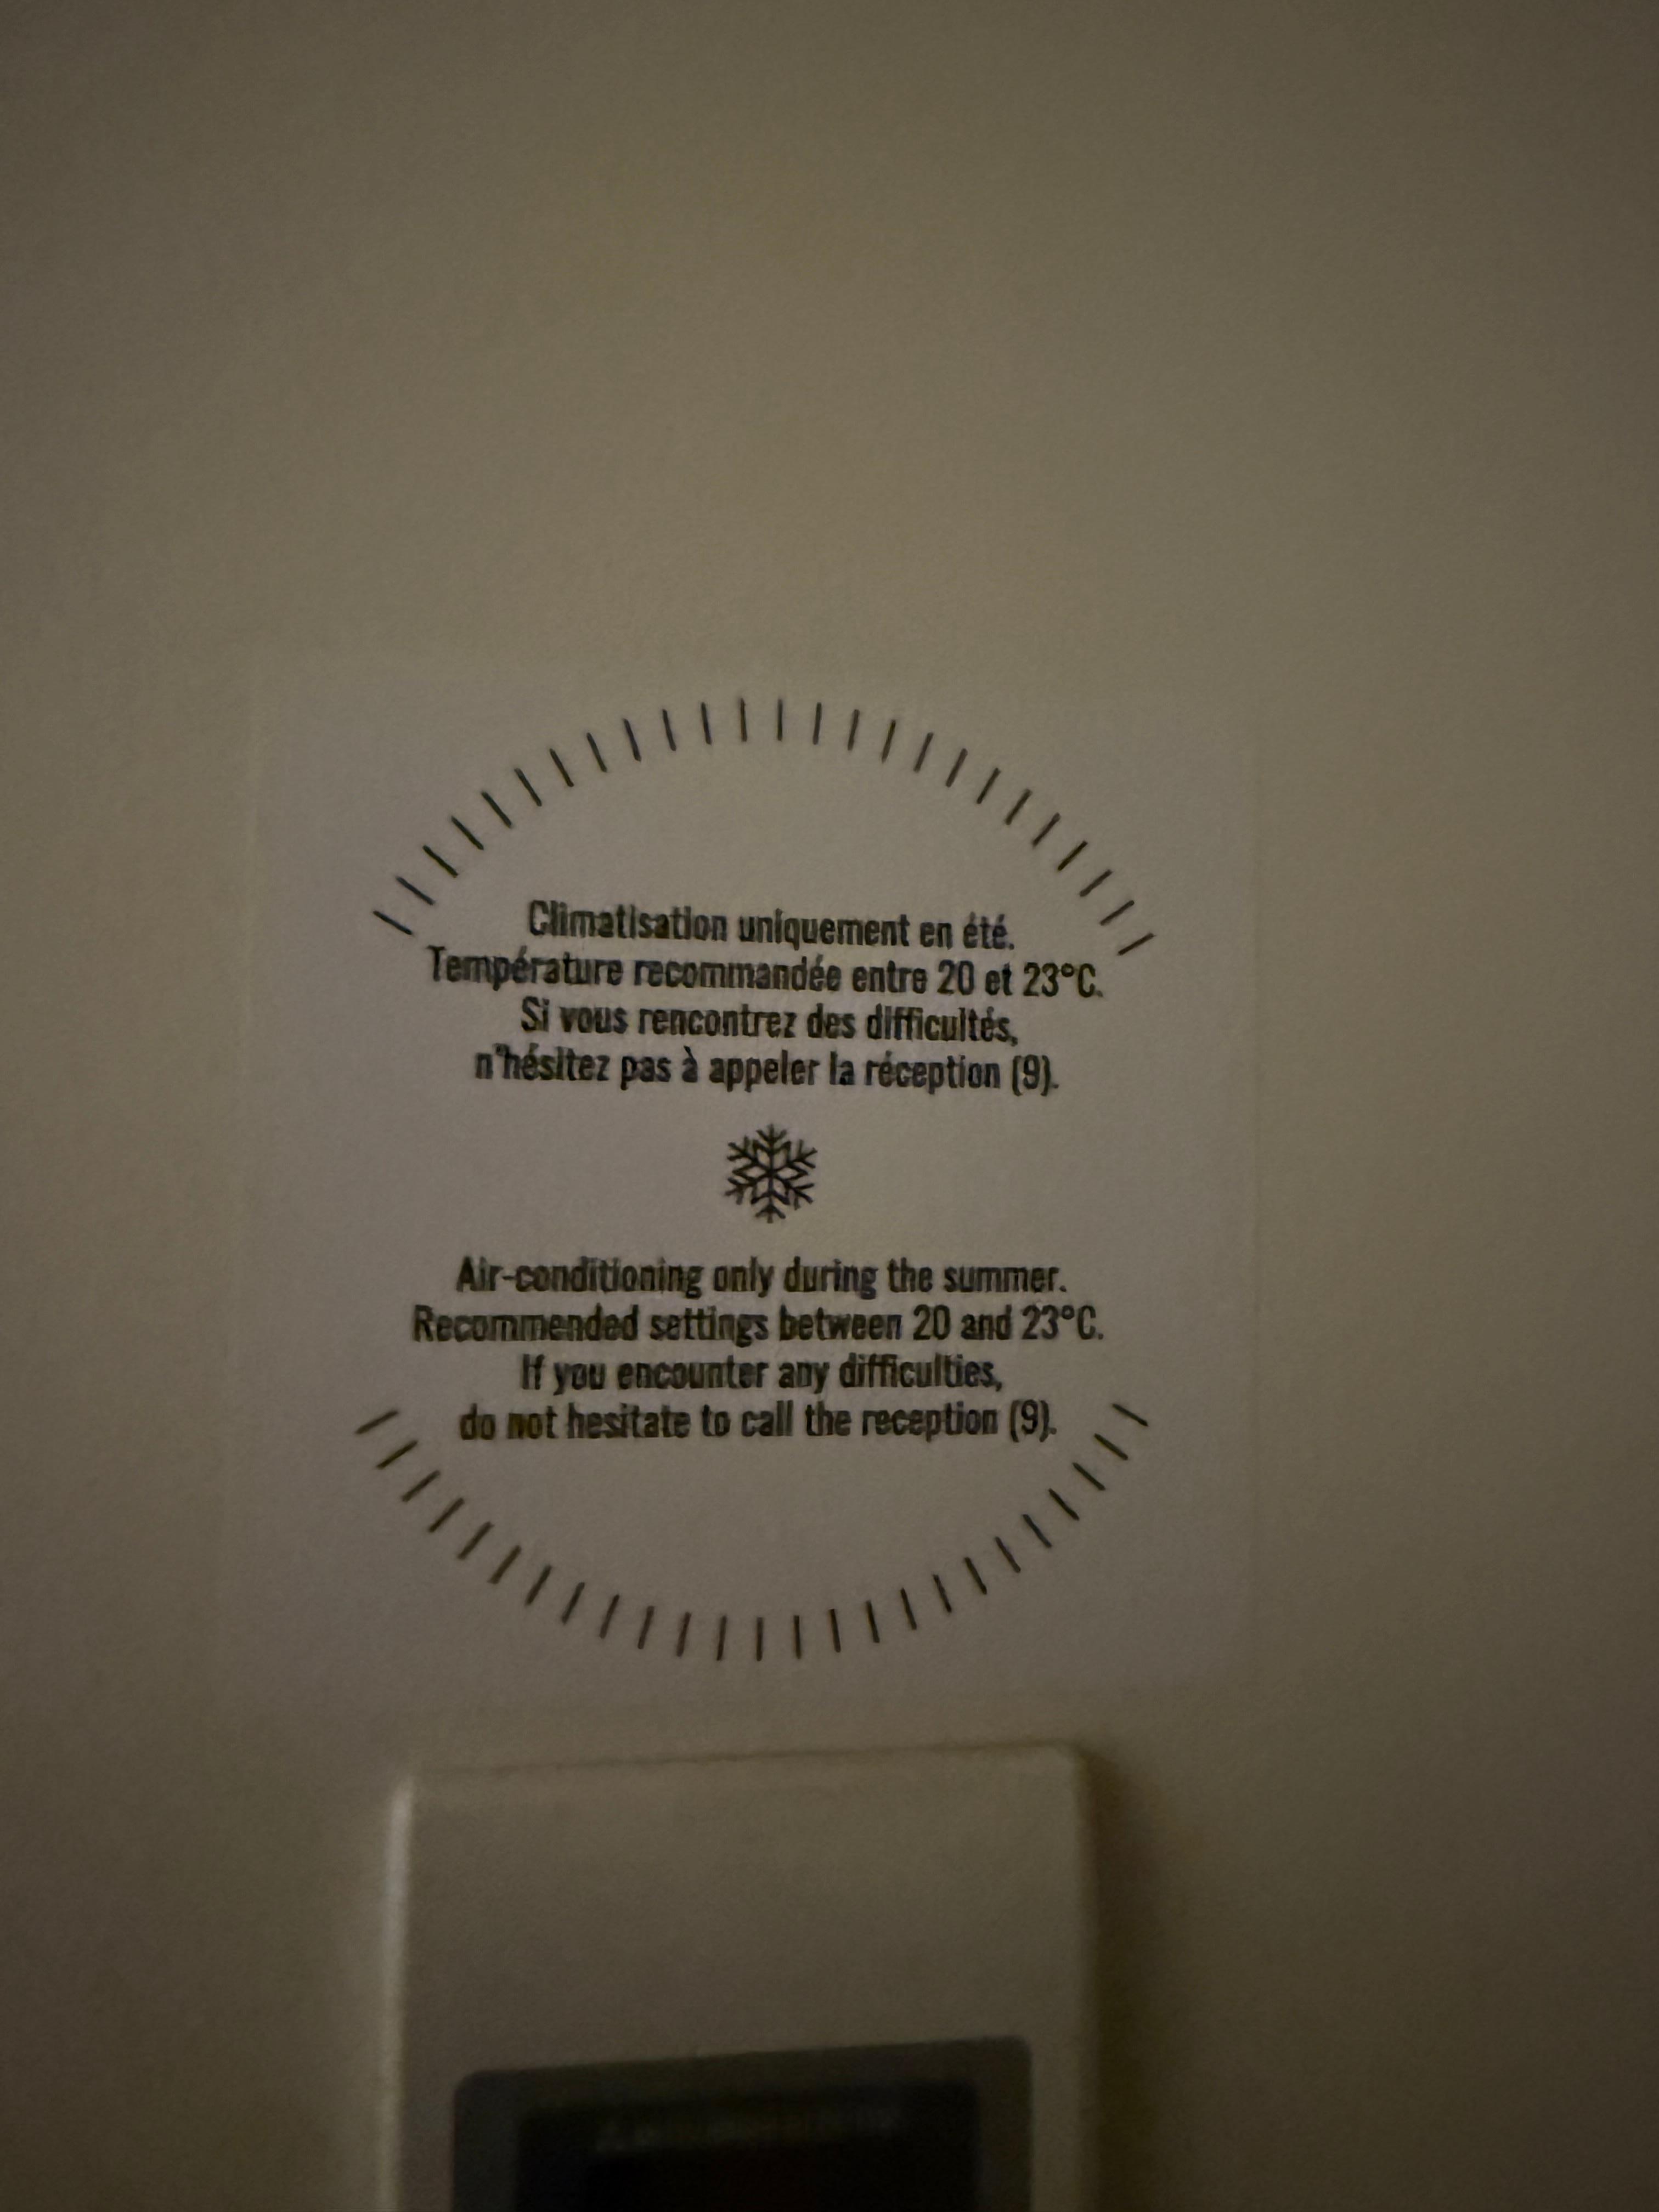 Climatisation uniquement en été.
Température recommandée entre 20 et 23°C.
Si vous rencontrez des difficultés,
n'hésitez pas à appeler la réception (9).
Air-conditioning only during the summer.
Recommended settings between 20 and 23°C.
If you encounter any difficulties,
do not hesitate to call the reception (9).